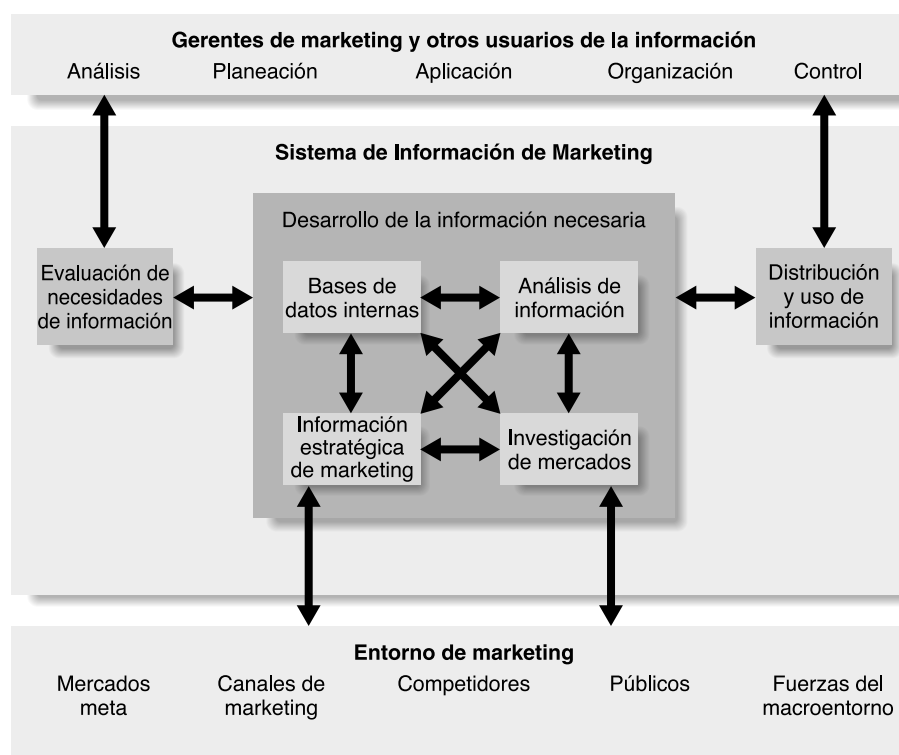 Gerentes de marketing y otros usuarios de la información
Análisis Planeación Aplicación Organización Control
Sistema de Información de Marketing
Desarrollo de la información necesaria
Evaluación de
necesidades
de información
Bases de
datos internas
Análisis de
información
Distribución
y uso de
información
Información
estratégica
de marketing
Investigación
de mercados
Entorno de marketing
Mercados
meta
Canales de
marketing
Competidores
Públicos
Fuerzas del
macroentorno